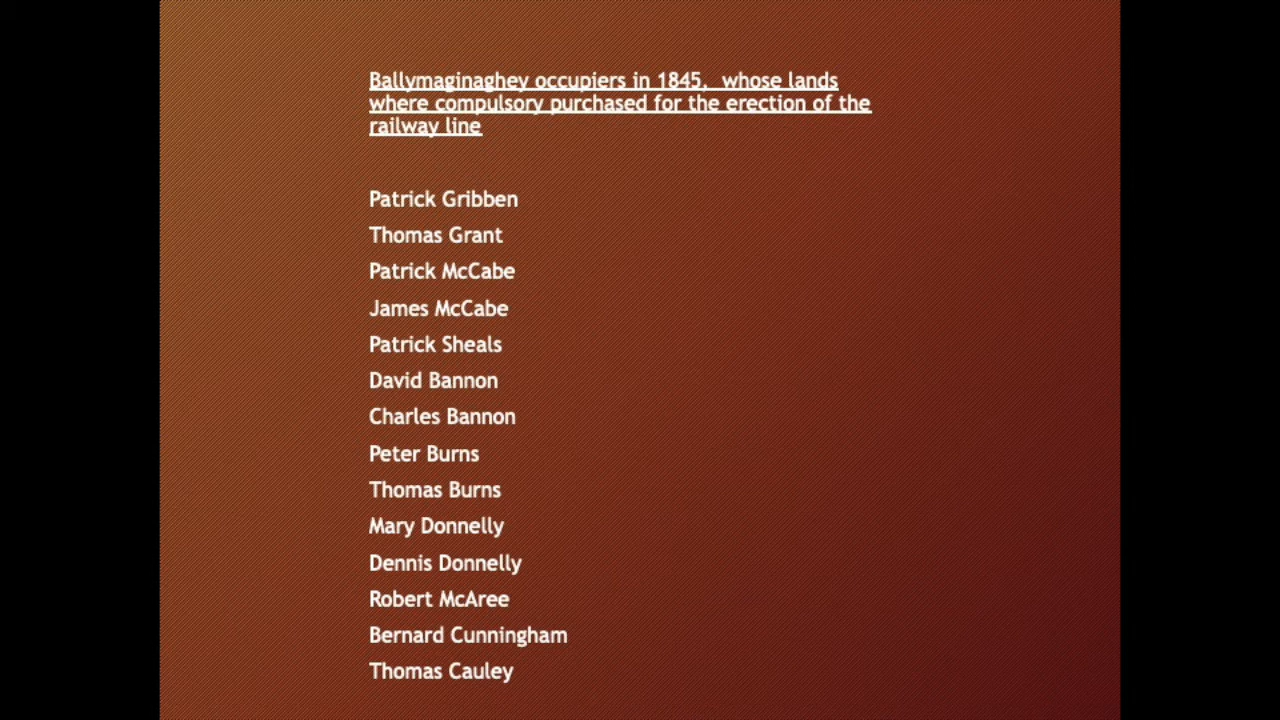 Ballymaginaghey occupiers in 1845,  whose lands
where compulsory purchased for the erection of the
railway line
Patrick Gribben
Thomas Grant
Patrick McCabe
James McCabe
Patrick Sheals
David Bannon
Charles Bannon
Peter Burns
Thomas Burns
Mary Donnelly
Dennis Donnelly
Robert McAree
Bernard Cunningham
Thomas Cauley